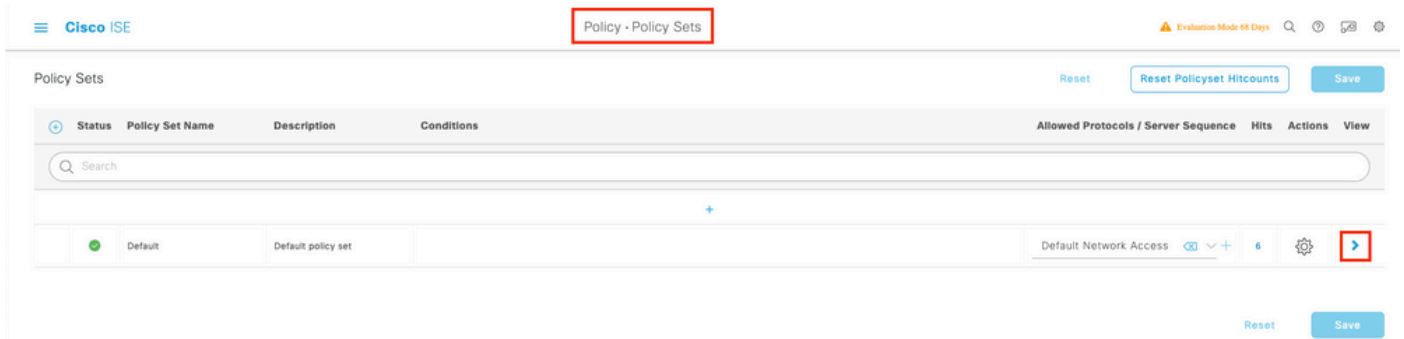 Cisco ISE Policy · Policy Sets Evaluation Mode 68 Days
Policy Sets Reset Reset Policyset Hitcounts Save
Status Policy Set Name Description Conditions Allowed Protocols / Server Sequence Hits Actions View
Search
+
Default Default policy set Default Network Access + 6
Reset Save